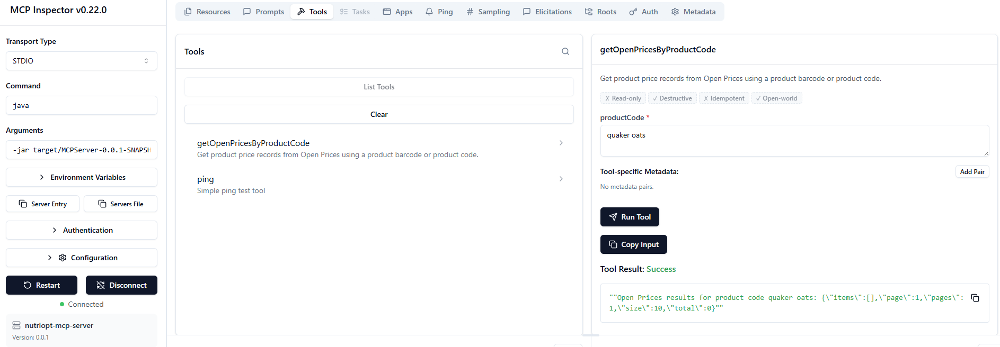 MCP Inspector v0.22.0
Transport Type
STDIO
Command
java
Arguments
-jar target/MCPServer-0.0.1-SNAPSH
Environment Variables
Server Entry
Servers File
Authentication
Configuration
Restart
Disconnect
Connected
nutriopt-mcp-server
Version: 0.0.1
Resources
Prompts
Tools
Tasks
Apps
Ping
Sampling
Elicitations
Roots
Auth
Metadata
Tools
List Tools
Clear
getOpenPricesByProductCode
Get product price records from Open Prices using a product barcode or product code.
ping
Simple ping test tool
getOpenPricesByProductCode
Get product price records from Open Prices using a product barcode or product code.
✗ Read-only
✓ Destructive
✗ Idempotent
✓ Open-world
productCode *
quaker oats
Tool-specific Metadata:
Add Pair
No metadata pairs.
Run Tool
Copy Input
Tool Result: Success
""Open Prices results for product code quaker oats: {\"items\":[],\"page\":1,\"pages\":
1,\"size\":10,\"total\":0}""